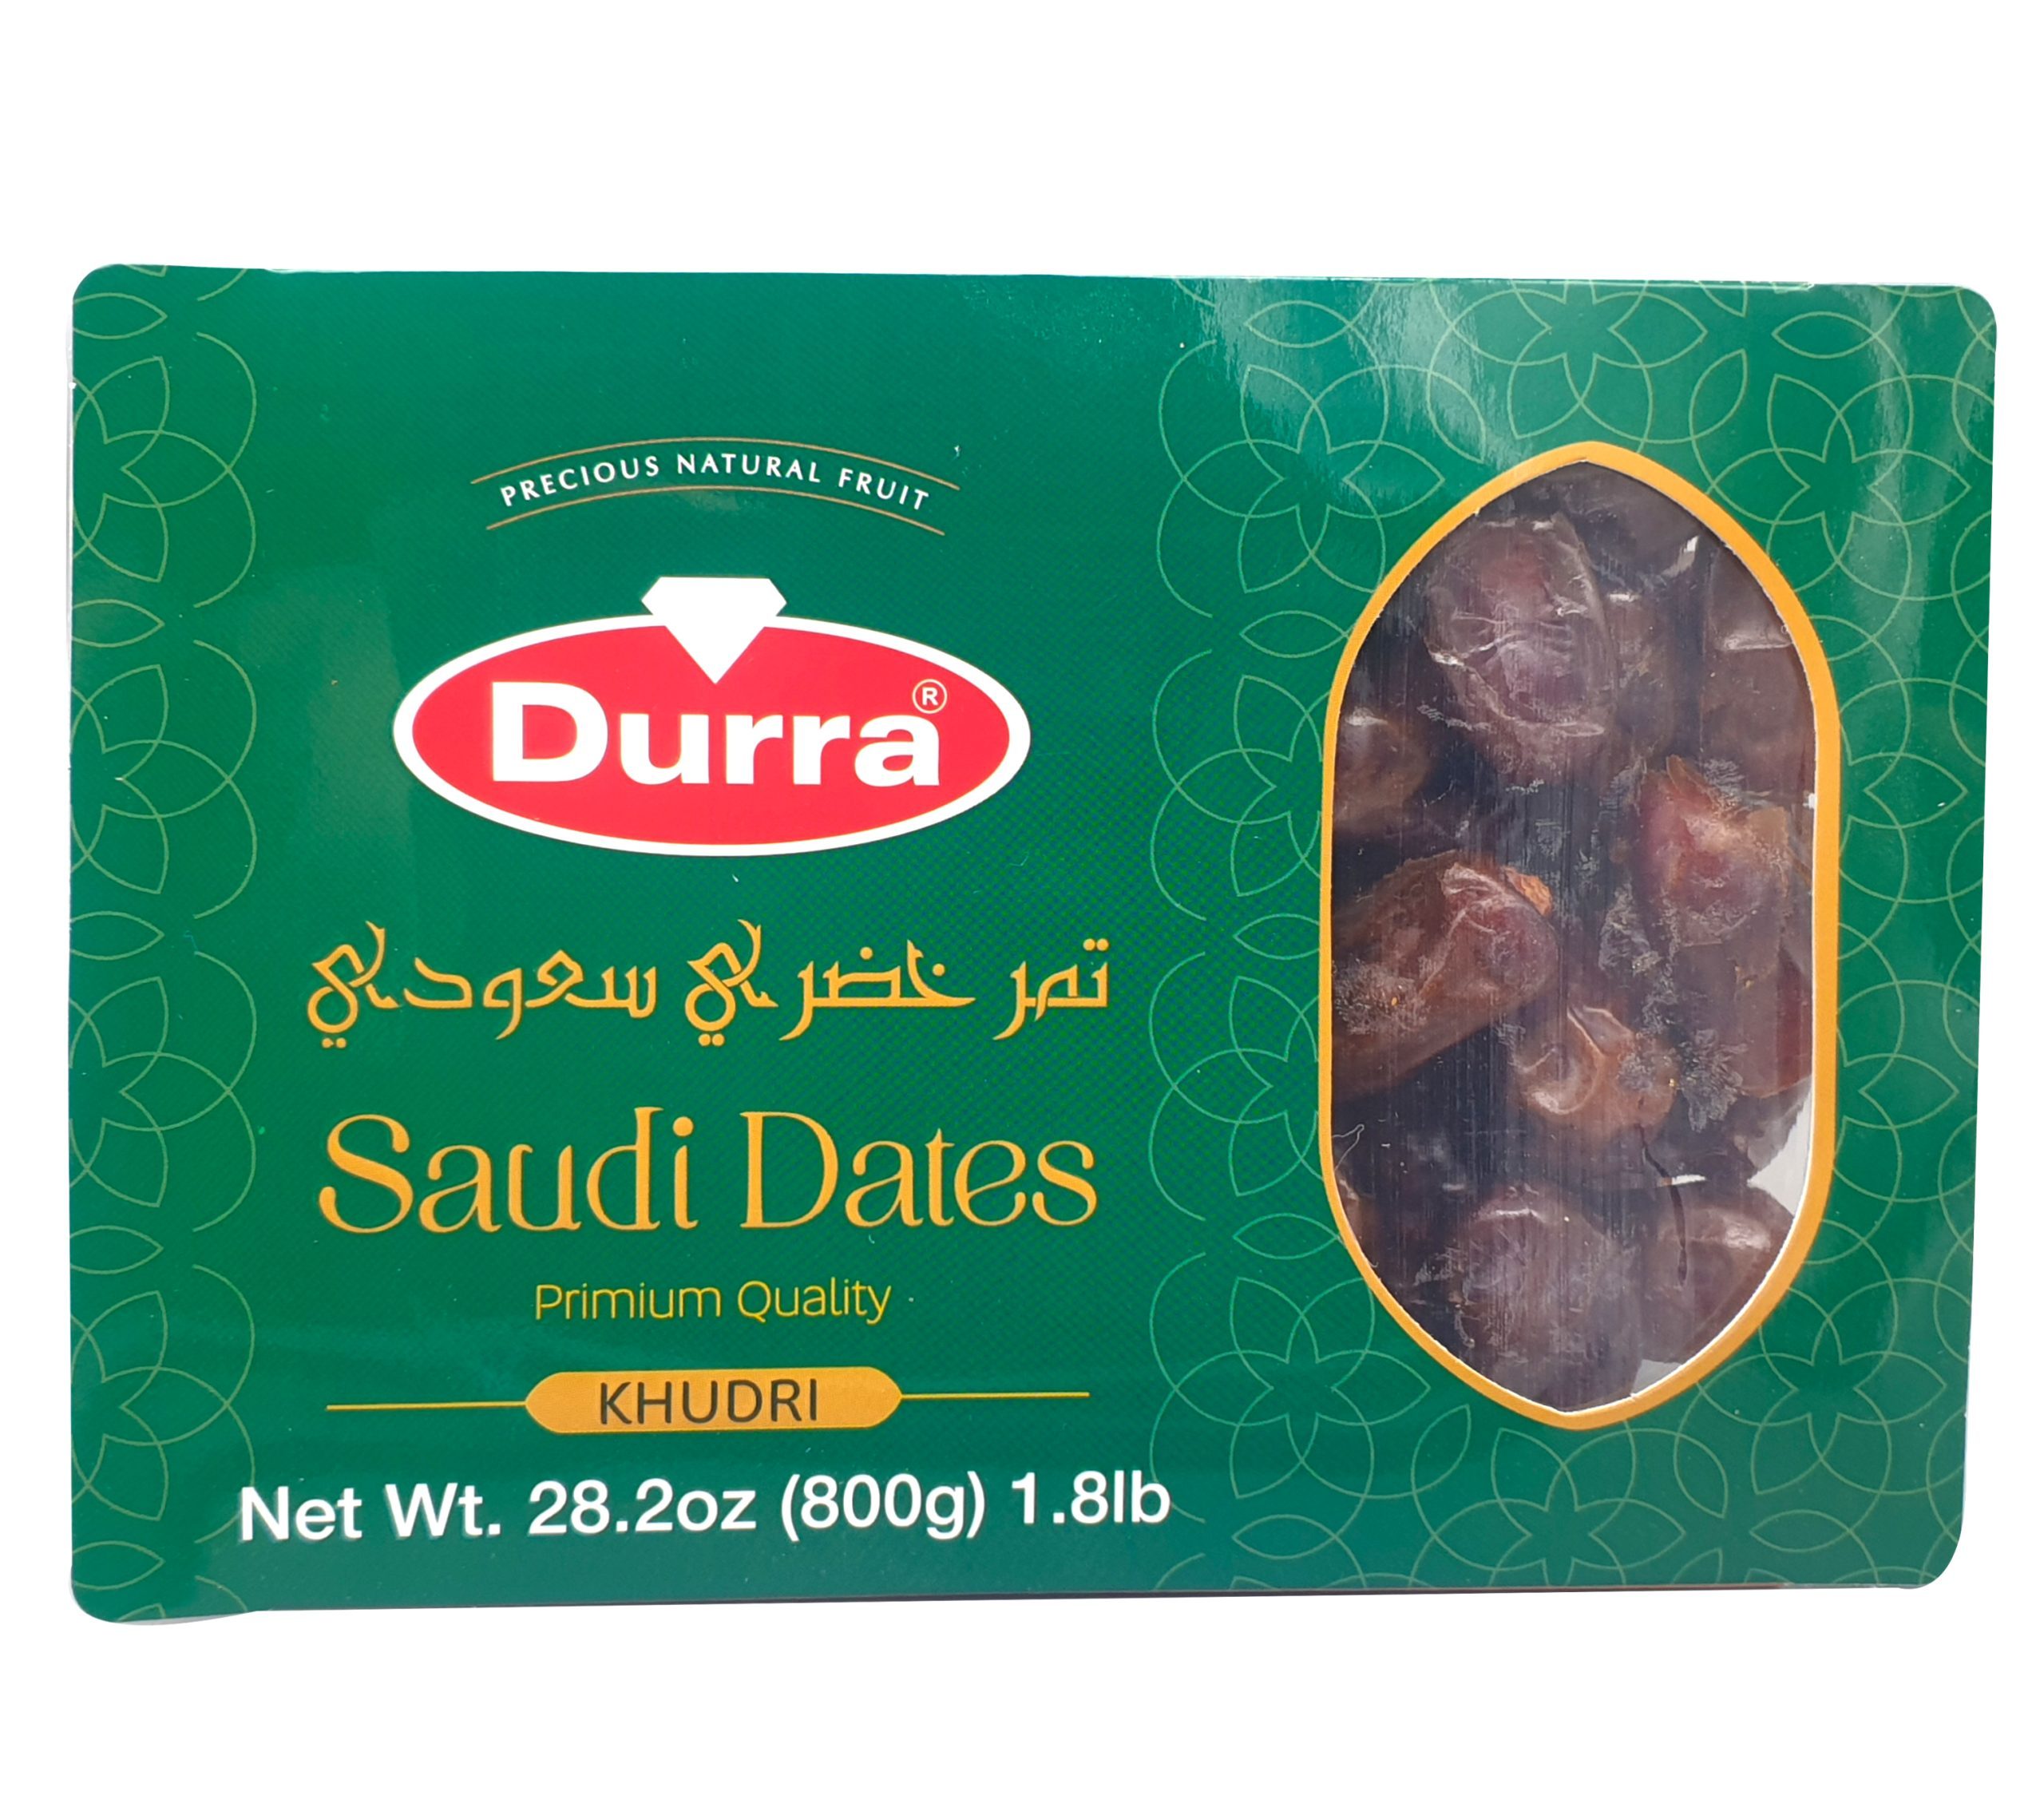 PRECIOUS NATURAL FRUIT
Durra®
تمر خضري سعودي
Saudi Dates
Primium Quality
KHUDRI
Net Wt. 28.2oz (800g) 1.8lb